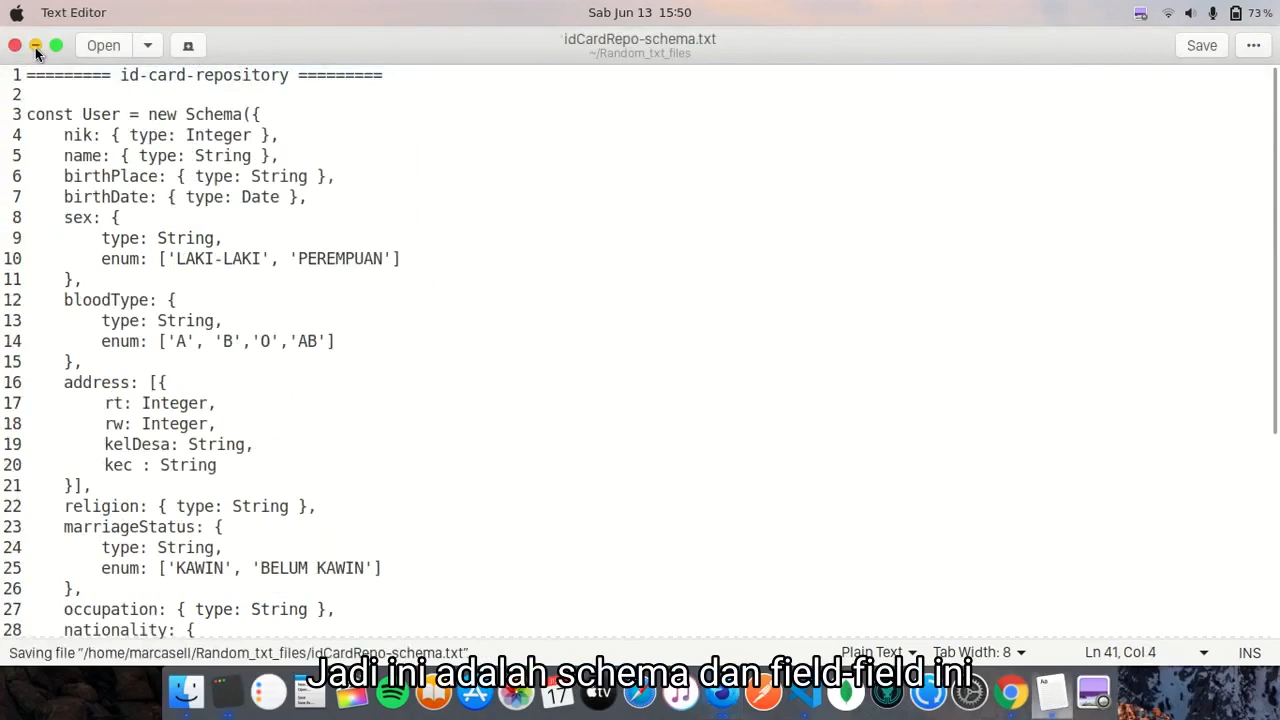 Text Editor
Sab Jun 13 15:50
73%
Open
idCardRepo-schema.txt
~/Random_txt_files
Save
1 ========= id-card-repository =========
2
3 const User = new Schema({
4     nik: { type: Integer },
5     name: { type: String },
6     birthPlace: { type: String },
7     birthDate: { type: Date },
8     sex: {
9         type: String,
10         enum: ['LAKI-LAKI', 'PEREMPUAN']
11     },
12     bloodType: {
13         type: String,
14         enum: ['A', 'B','O','AB']
15     },
16     address: [{
17         rt: Integer,
18         rw: Integer,
19         kelDesa: String,
20         kec : String
21     }],
22     religion: { type: String },
23     marriageStatus: {
24         type: String,
25         enum: ['KAWIN', 'BELUM KAWIN']
26     },
27     occupation: { type: String },
28     nationality: {
Saving file "/home/marcasell/Random_txt_files/idCardRepo-schema.txt"
Plain Text
Tab Width: 8
Ln 41, Col 4
INS
Jadi ini adalah schema dan field-field ini
17
tv